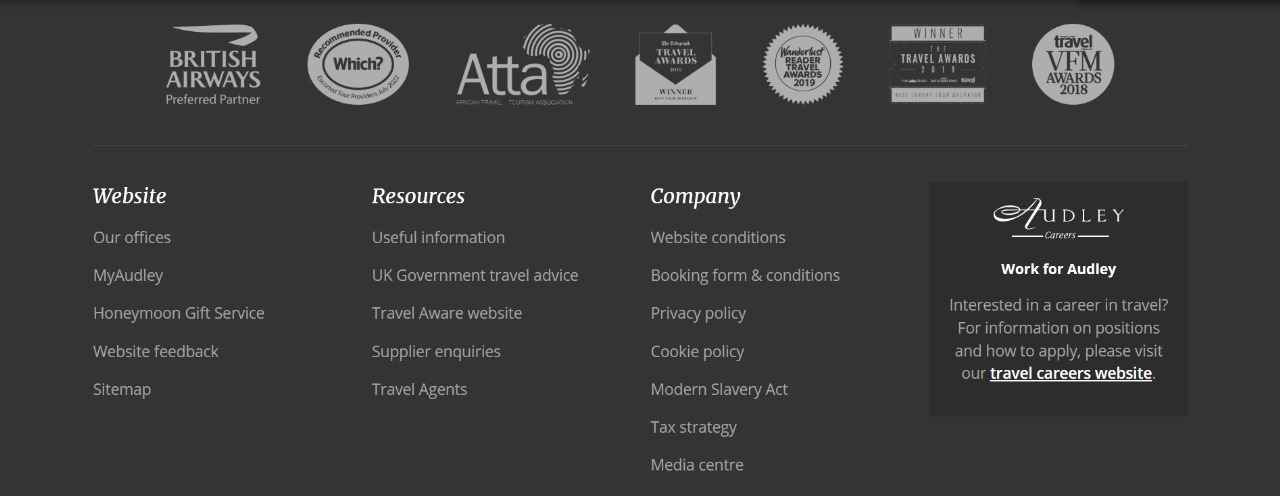 BRITISH
AIRWAYS
Preferred Partner
Recommended Provider
Which?
Escorted Tour Providers July 2022
Atta
AFRICAN TRAVEL TOURISM ASSOCIATION
The Telegraph
TRAVEL
AWARDS
2019
WINNER
Wanderlust
READER
TRAVEL
AWARDS
2019
WINNER
THE
TRAVEL AWARDS
2019
BEST LUXURY TOUR OPERATOR
travel
VFM
AWARDS
2018
Website
Our offices
MyAudley
Honeymoon Gift Service
Website feedback
Sitemap
Resources
Useful information
UK Government travel advice
Travel Aware website
Supplier enquiries
Travel Agents
Company
Website conditions
Booking form & conditions
Privacy policy
Cookie policy
Modern Slavery Act
Tax strategy
Media centre
AUDLEY
Careers
Work for Audley
Interested in a career in travel?
For information on positions
and how to apply, please visit
our travel careers website.